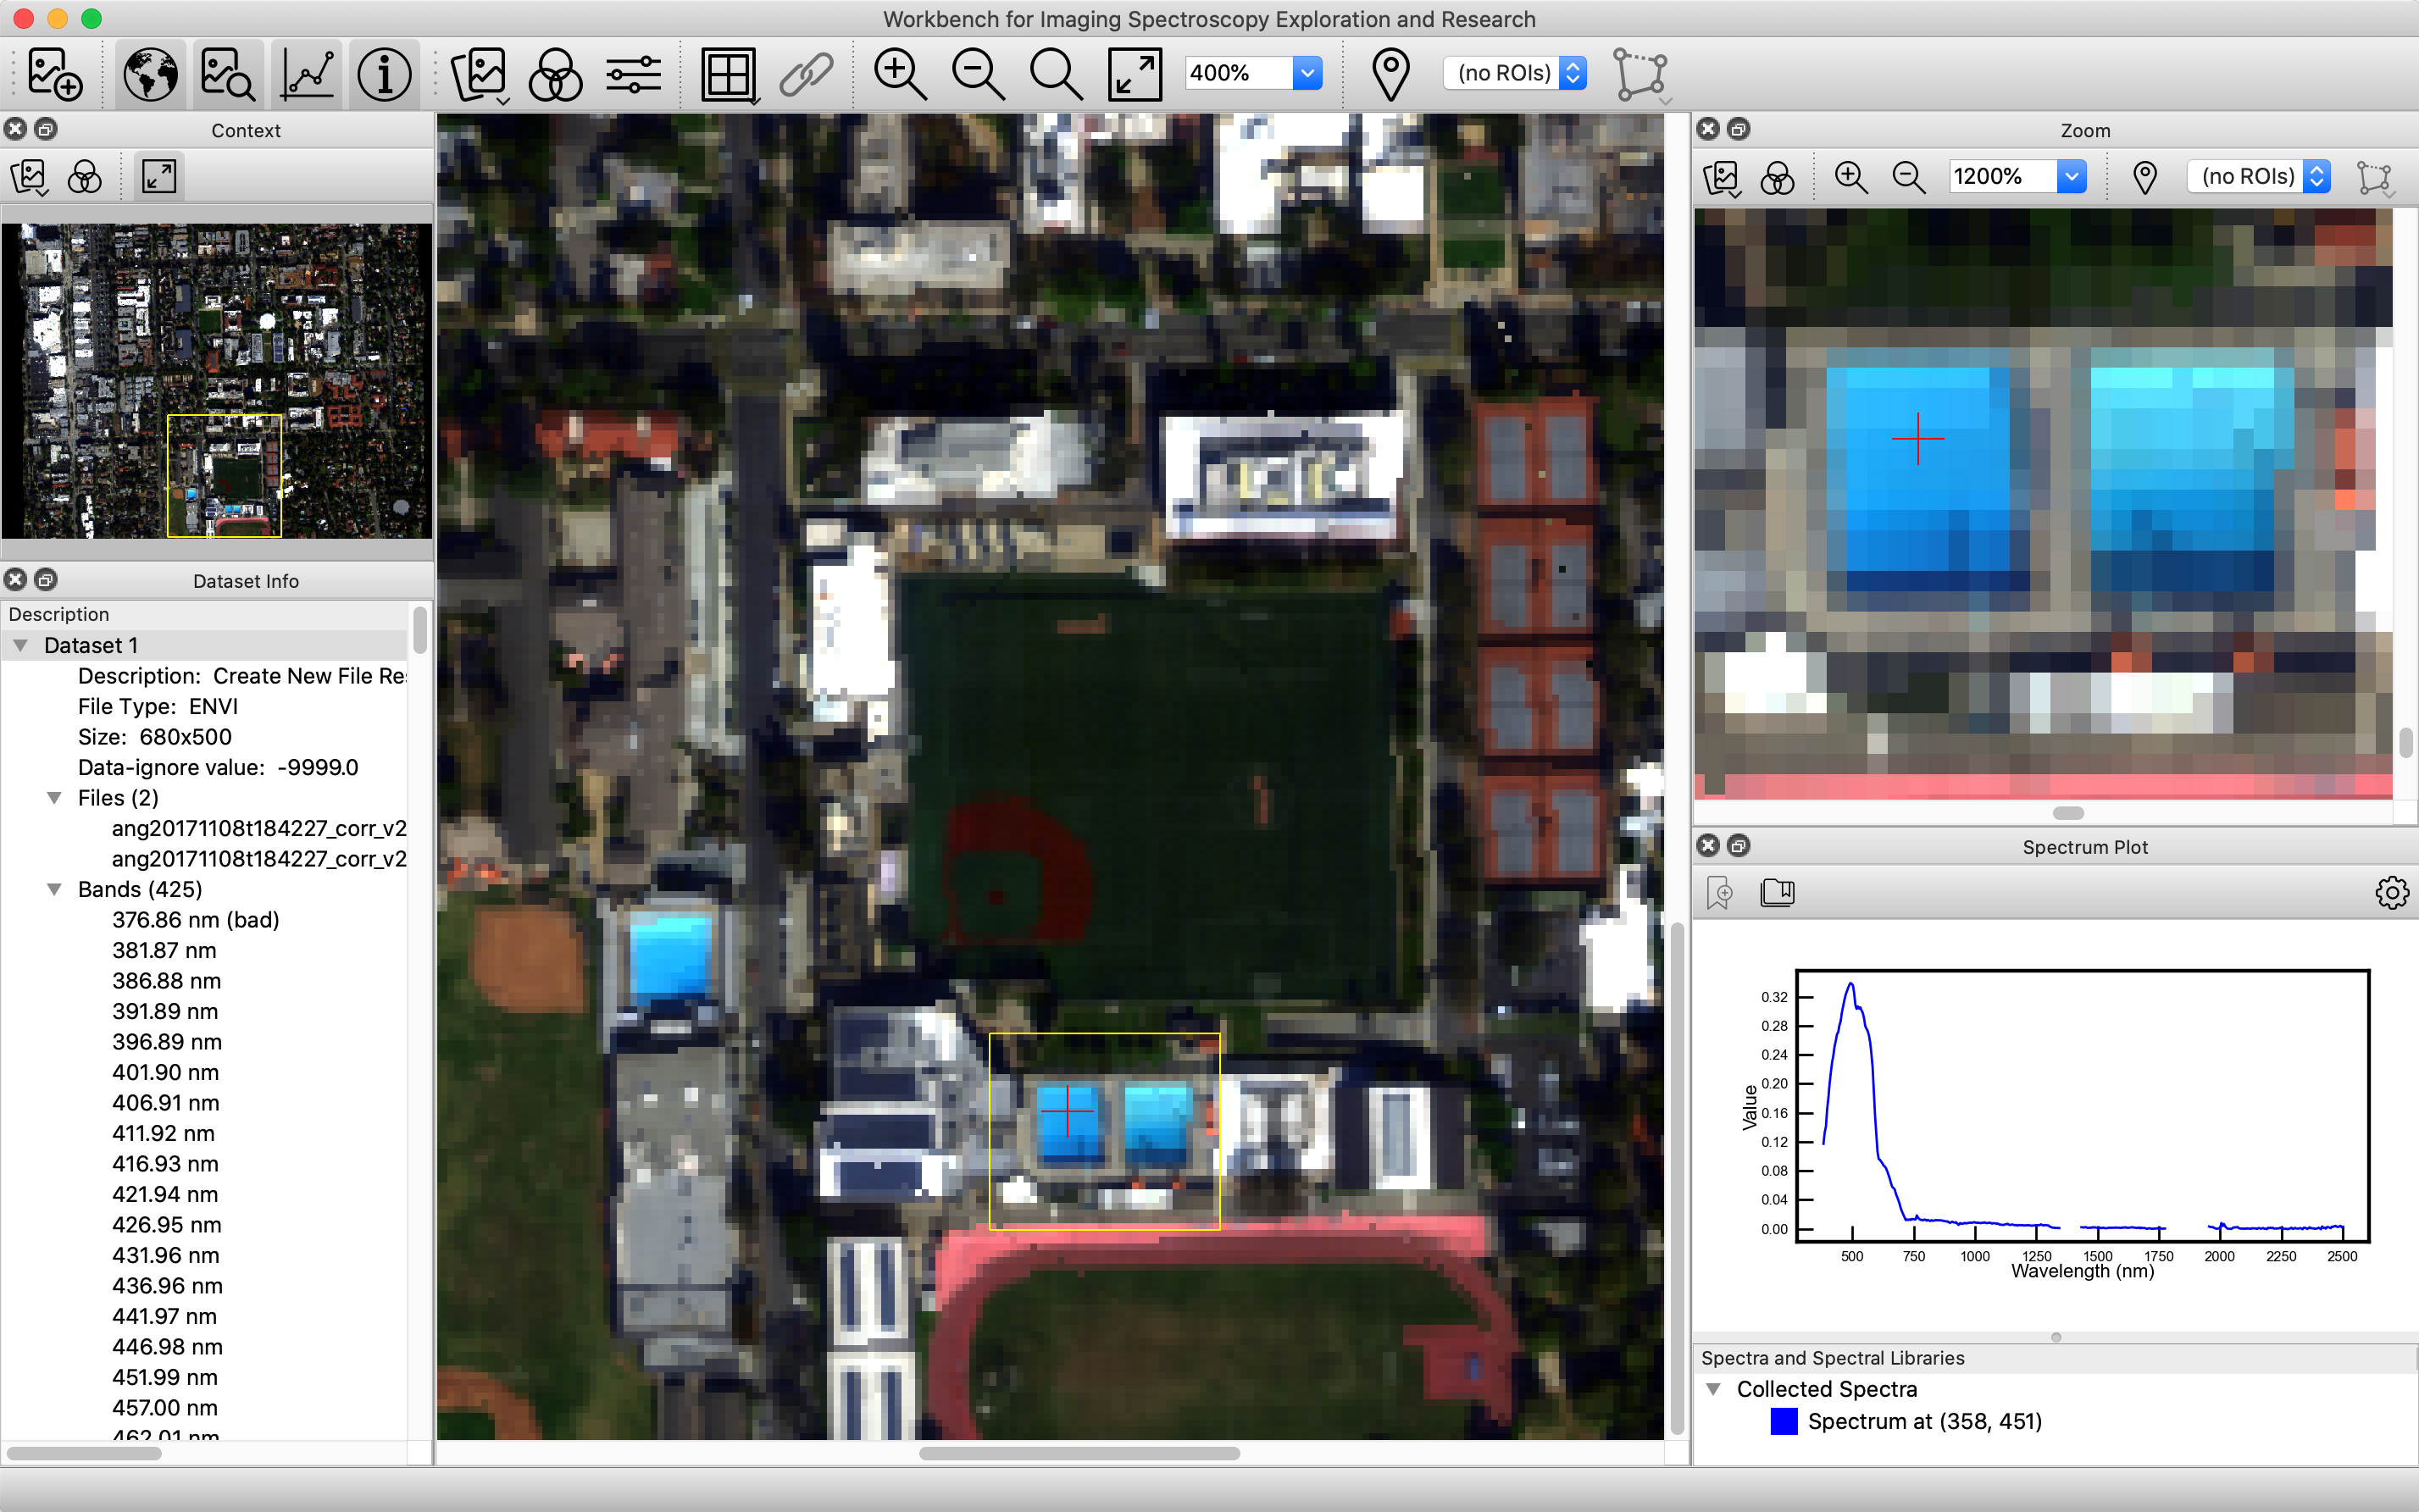 Workbench for Imaging Spectroscopy Exploration and Research
400%
(no ROIs)
Context
Dataset Info
Description
Dataset 1
Description: Create New File Re
File Type: ENVI
Size: 680x500
Data-ignore value: -9999.0
Files (2)
ang20171108t184227_corr_v2
ang20171108t184227_corr_v2
Bands (425)
376.86 nm (bad)
381.87 nm
386.88 nm
391.89 nm
396.89 nm
401.90 nm
406.91 nm
411.92 nm
416.93 nm
421.94 nm
426.95 nm
431.96 nm
436.96 nm
441.97 nm
446.98 nm
451.99 nm
457.00 nm
462.01 nm
Zoom
1200%
(no ROIs)
Spectrum Plot
Value
0.32
0.28
0.24
0.20
0.16
0.12
0.08
0.04
0.00
500 750 1000 1250 1500 1750 2000 2250 2500
Wavelength (nm)
Spectra and Spectral Libraries
Collected Spectra
Spectrum at (358, 451)